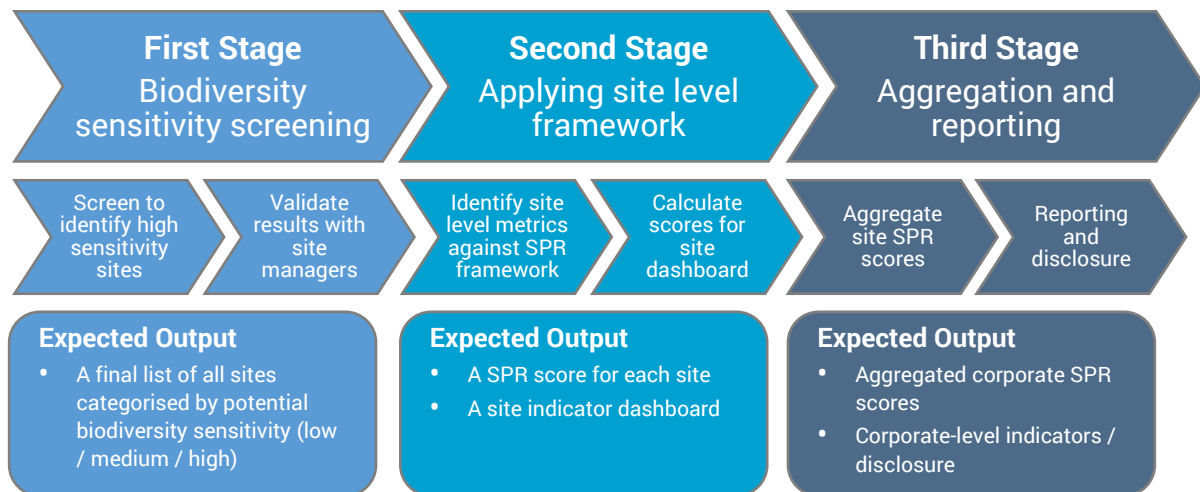 First Stage
Biodiversity
sensitivity screening
Second Stage
Applying site level
framework
Third Stage
Aggregation and
reporting
Screen to
identify high
sensitivity
sites
Validate
results with
site
managers
Identify site
level metrics
against SPR
framework
Calculate
scores for
site
dashboard
Aggregate
site SPR
scores
Reporting
and
disclosure
Expected Output
• A final list of all sites
categorised by potential
biodiversity sensitivity (low
/ medium / high)
Expected Output
• A SPR score for each site
• A site indicator dashboard
Expected Output
• Aggregated corporate SPR
scores
• Corporate-level indicators /
disclosure